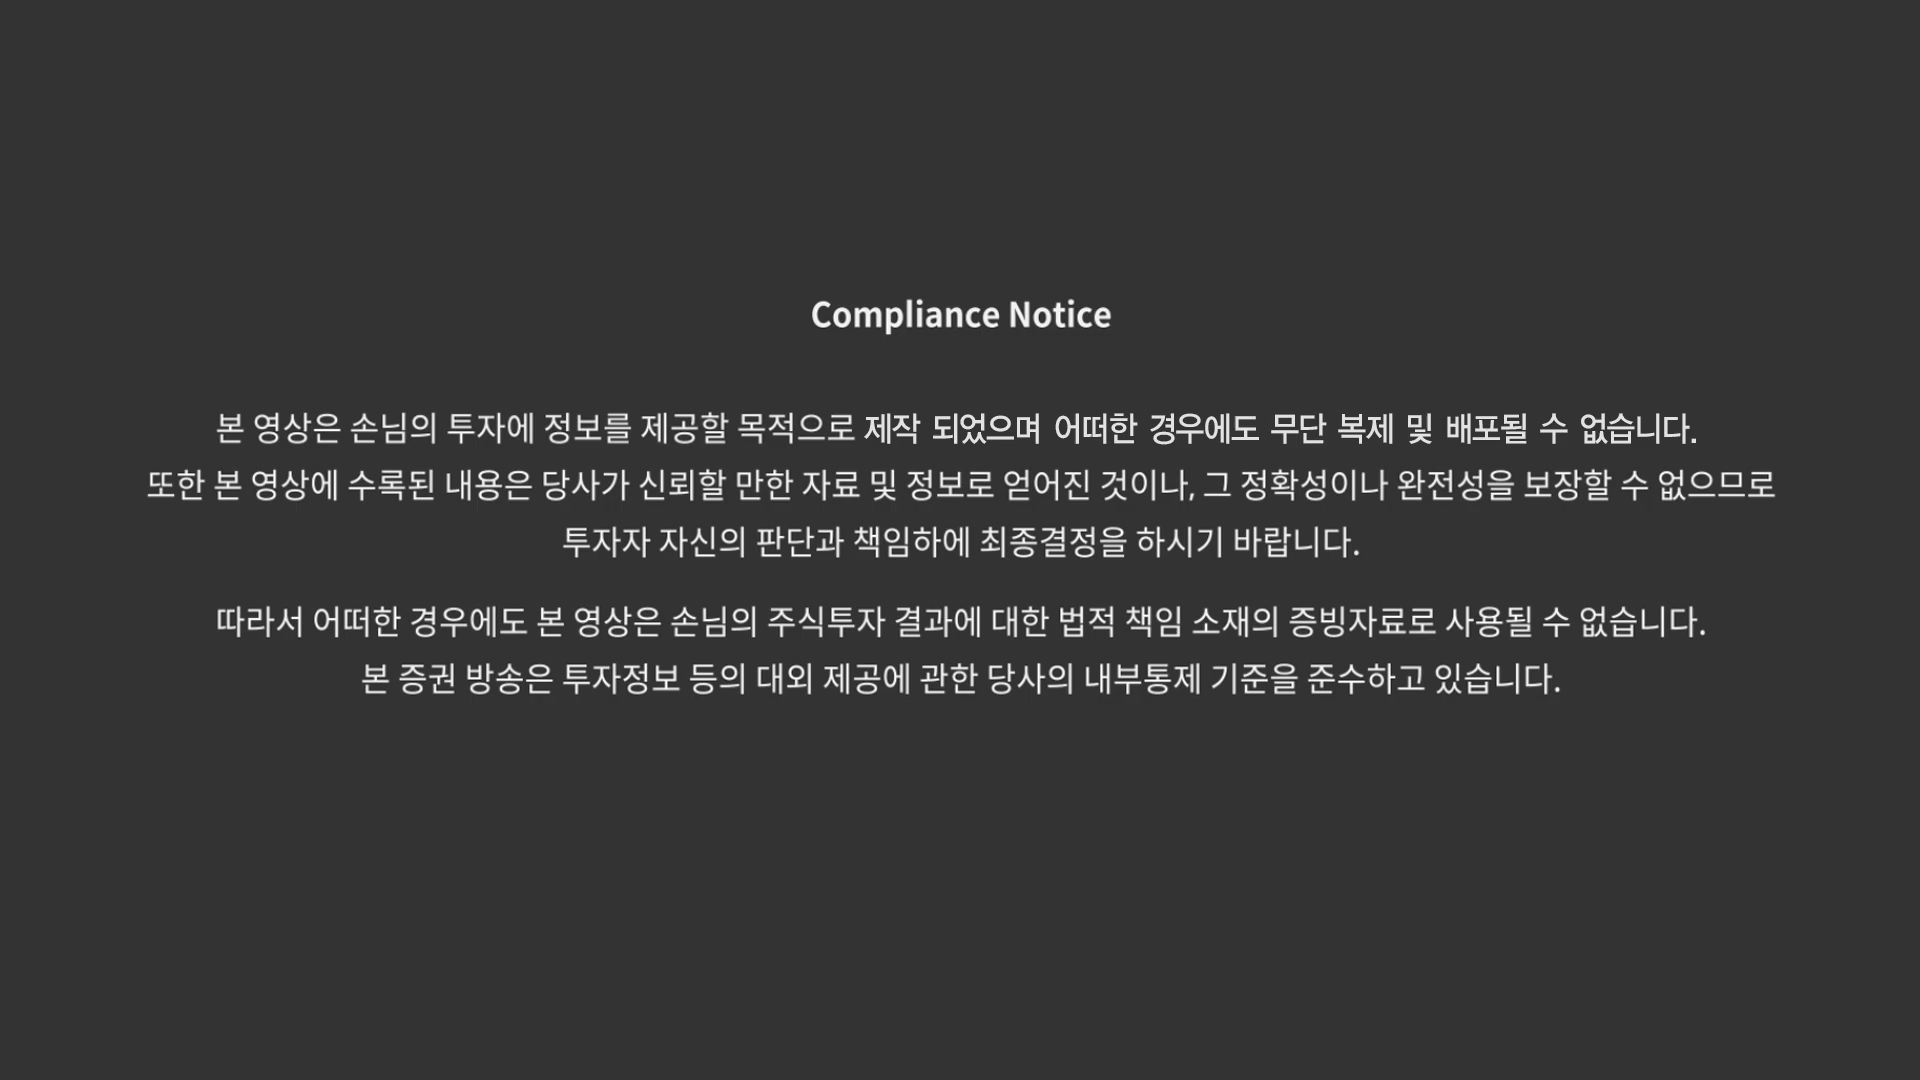 Compliance Notice
본 영상은 손님의 투자에 정보를 제공할 목적으로 제작 되었으며 어떠한 경우에도 무단 복제 및 배포될 수 없습니다.
또한 본 영상에 수록된 내용은 당사가 신뢰할 만한 자료 및 정보로 얻어진 것이나, 그 정확성이나 완전성을 보장할 수 없으므로
투자자 자신의 판단과 책임하에 최종결정을 하시기 바랍니다.
따라서 어떠한 경우에도 본 영상은 손님의 주식투자 결과에 대한 법적 책임 소재의 증빙자료로 사용될 수 없습니다.
본 증권 방송은 투자정보 등의 대외 제공에 관한 당사의 내부통제 기준을 준수하고 있습니다.